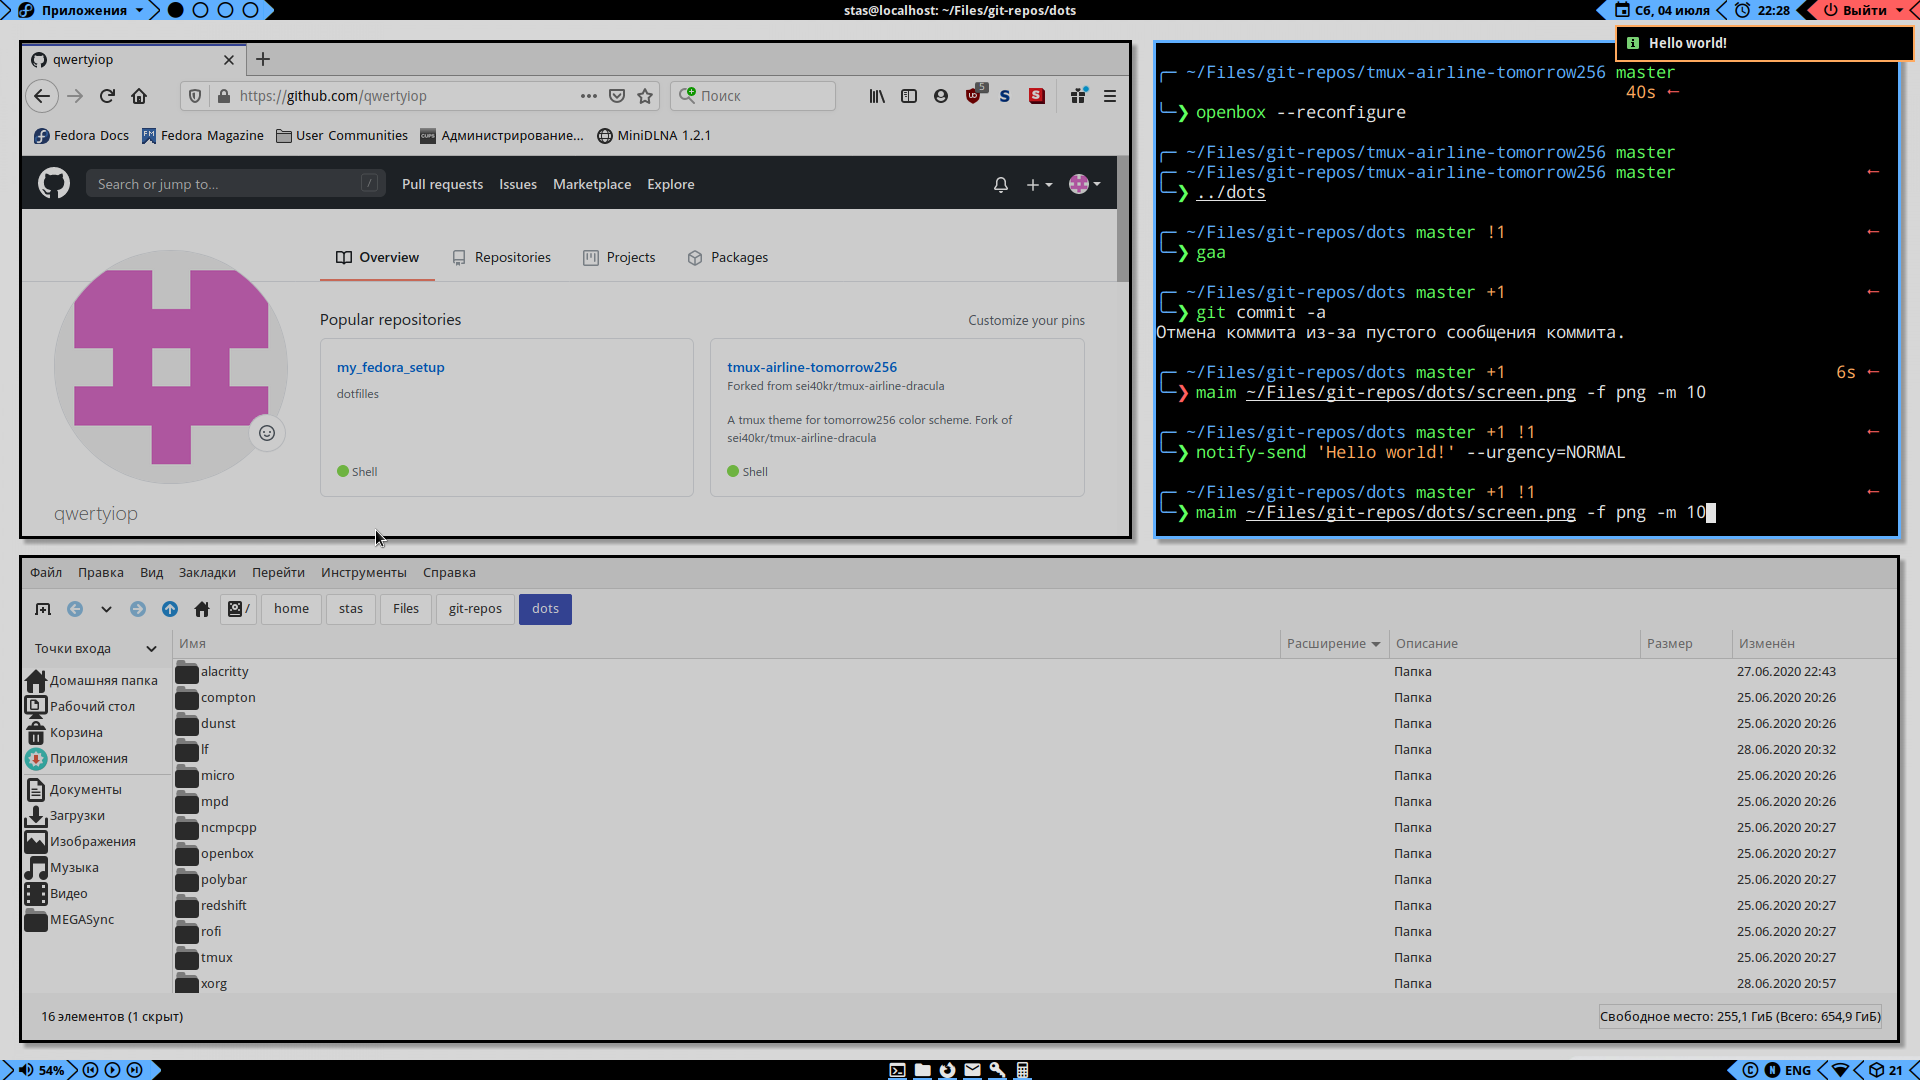 Приложения
stas@localhost: ~/Files/git-repos/dots
Сб, 04 июля
22:28
Выйти
Hello world!
qwertyiop
https://github.com/qwertyiop
Поиск
5
Fedora Docs
Fedora Magazine
User Communities
Администрирование...
MiniDLNA 1.2.1
Search or jump to...
/
Pull requests
Issues
Marketplace
Explore
Overview
Repositories
Projects
Packages
Popular repositories
Customize your pins
my_fedora_setup
dotfilles
Shell
tmux-airline-tomorrow256
Forked from sei40kr/tmux-airline-dracula
A tmux theme for tomorrow256 color scheme. Fork of
sei40kr/tmux-airline-dracula
Shell
qwertyiop
~/Files/git-repos/tmux-airline-tomorrow256 master
40s ←
❯ openbox --reconfigure
~/Files/git-repos/tmux-airline-tomorrow256 master
~/Files/git-repos/tmux-airline-tomorrow256 master ←
❯ ../dots
~/Files/git-repos/dots master !1 ←
❯ gaa
~/Files/git-repos/dots master +1 ←
❯ git commit -a
Отмена коммита из-за пустого сообщения коммита.
~/Files/git-repos/dots master +1 6s ←
❯ maim ~/Files/git-repos/dots/screen.png -f png -m 10
~/Files/git-repos/dots master +1 !1 ←
❯ notify-send 'Hello world!' --urgency=NORMAL
~/Files/git-repos/dots master +1 !1 ←
❯ maim ~/Files/git-repos/dots/screen.png -f png -m 10
Файл Правка Вид Закладки Перейти Инструменты Справка
/ home stas Files git-repos dots
Точки входа
Домашняя папка
Рабочий стол
Корзина
Приложения
Документы
Загрузки
Изображения
Музыка
Видео
MEGASync
Имя Расширение Описание Размер Изменён
alacritty Папка 27.06.2020 22:43
compton Папка 25.06.2020 20:26
dunst Папка 25.06.2020 20:26
lf Папка 28.06.2020 20:32
micro Папка 25.06.2020 20:26
mpd Папка 25.06.2020 20:26
ncmpcpp Папка 25.06.2020 20:27
openbox Папка 25.06.2020 20:27
polybar Папка 25.06.2020 20:27
redshift Папка 25.06.2020 20:27
rofi Папка 25.06.2020 20:27
tmux Папка 25.06.2020 20:27
xorg Папка 28.06.2020 20:57
16 элементов (1 скрыт)
Свободное место: 255,1 ГиБ (Всего: 654,9 ГиБ)
54%
C N ENG
21